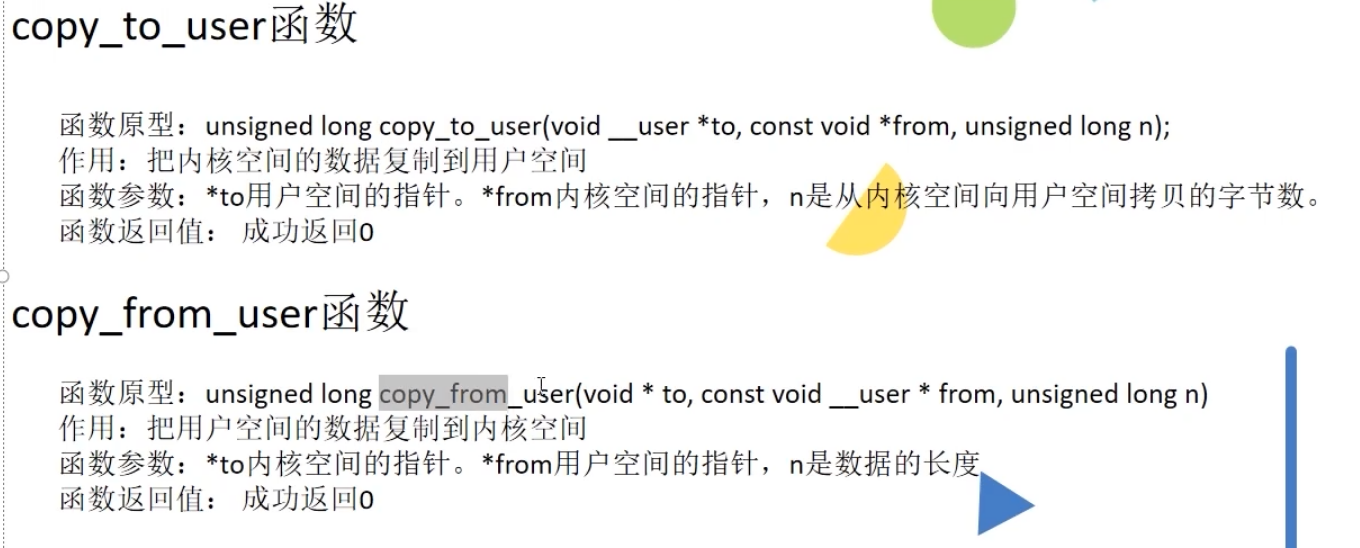 copy_to_user函数
函数原型：unsigned long copy_to_user(void __user *to, const void *from, unsigned long n);
作用：把内核空间的数据复制到用户空间
函数参数：*to用户空间的指针。*from内核空间的指针，n是从内核空间向用户空间拷贝的字节数。
函数返回值： 成功返回0
copy_from_user函数
函数原型：unsigned long copy_from_user(void * to, const void __user * from, unsigned long n)
作用：把用户空间的数据复制到内核空间
函数参数：*to内核空间的指针。*from用户空间的指针，n是数据的长度
函数返回值： 成功返回0